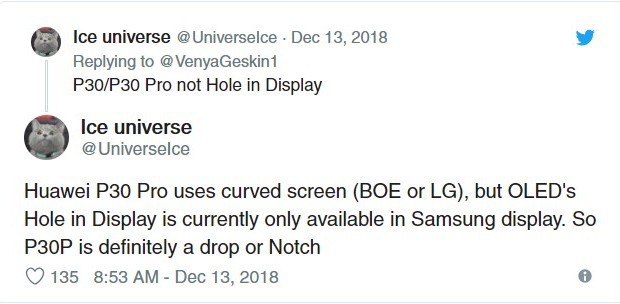 Ice universe @UniverseIce · Dec 13, 2018
Replying to @VenyaGeskin1
P30/P30 Pro not Hole in Display
Ice universe
@UniverseIce
Huawei P30 Pro uses curved screen (BOE or LG), but OLED's
Hole in Display is currently only available in Samsung display. So
P30P is definitely a drop or Notch
135 8:53 AM - Dec 13, 2018